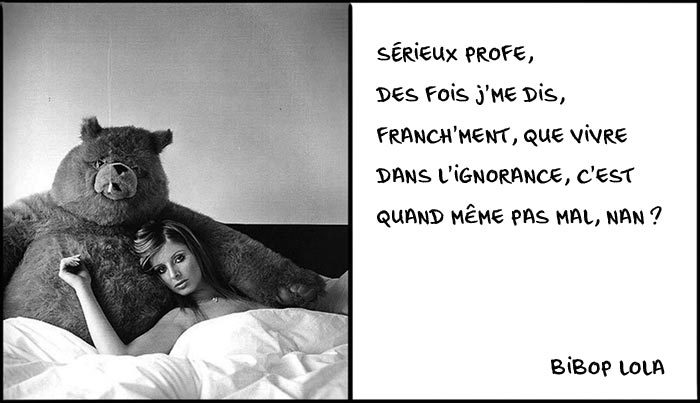 SÉRIEUX PROFE,
DES FOIS J'ME DIS,
FRANCH'MENT, QUE VIVRE
DANS L'IGNORANCE, C'EST
QUAND MÊME PAS MAL, NAN ?
BIBOP LOLA